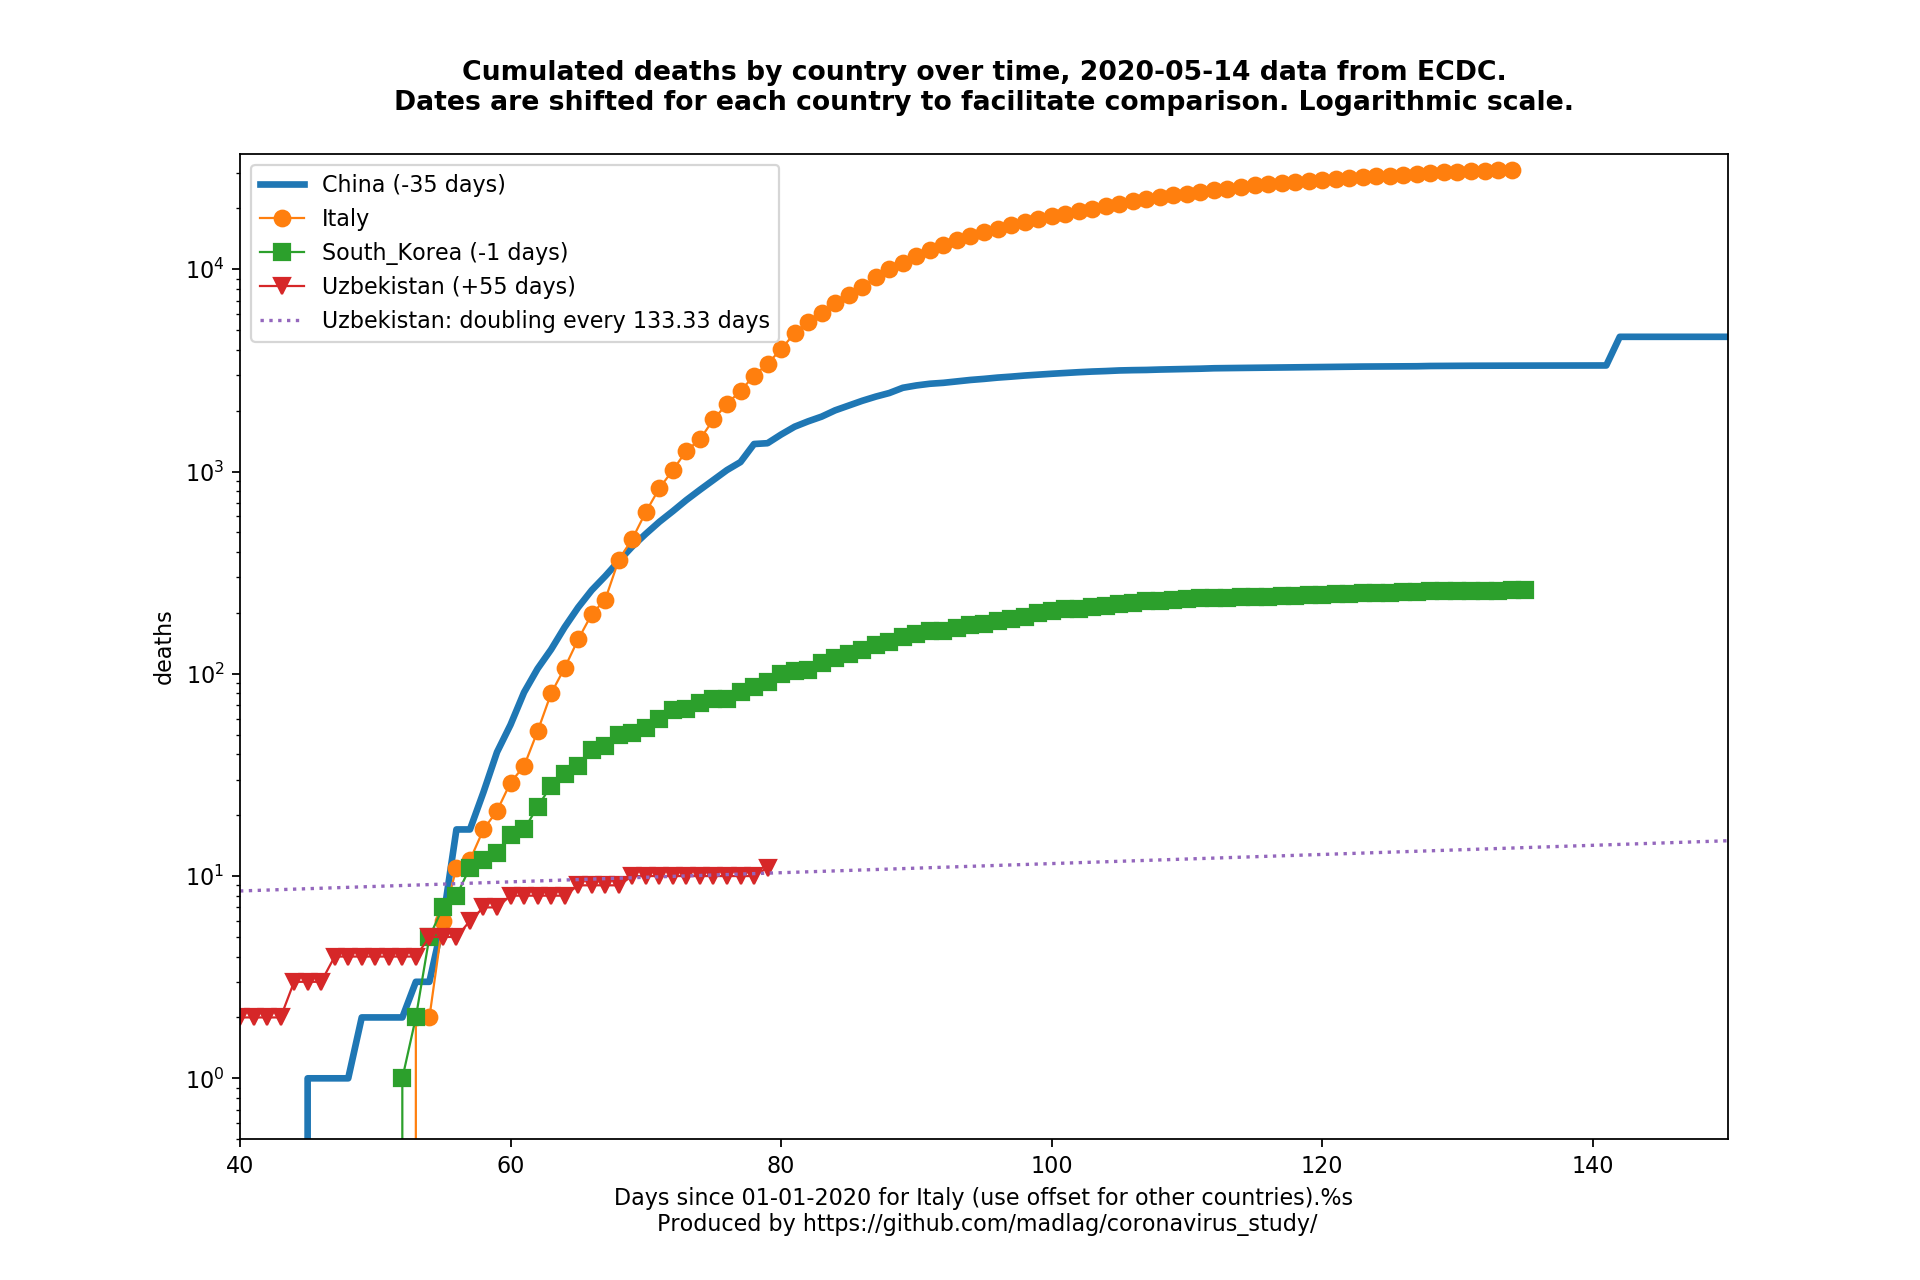 Cumulated deaths by country over time, 2020-05-14 data from ECDC.
Dates are shifted for each country to facilitate comparison. Logarithmic scale.
China (-35 days)
Italy
South_Korea (-1 days)
Uzbekistan (+55 days)
Uzbekistan: doubling every 133.33 days
deaths
10⁴
10³
10²
10¹
10⁰
40 60 80 100 120 140
Days since 01-01-2020 for Italy (use offset for other countries).%s
Produced by https://github.com/madlag/coronavirus_study/